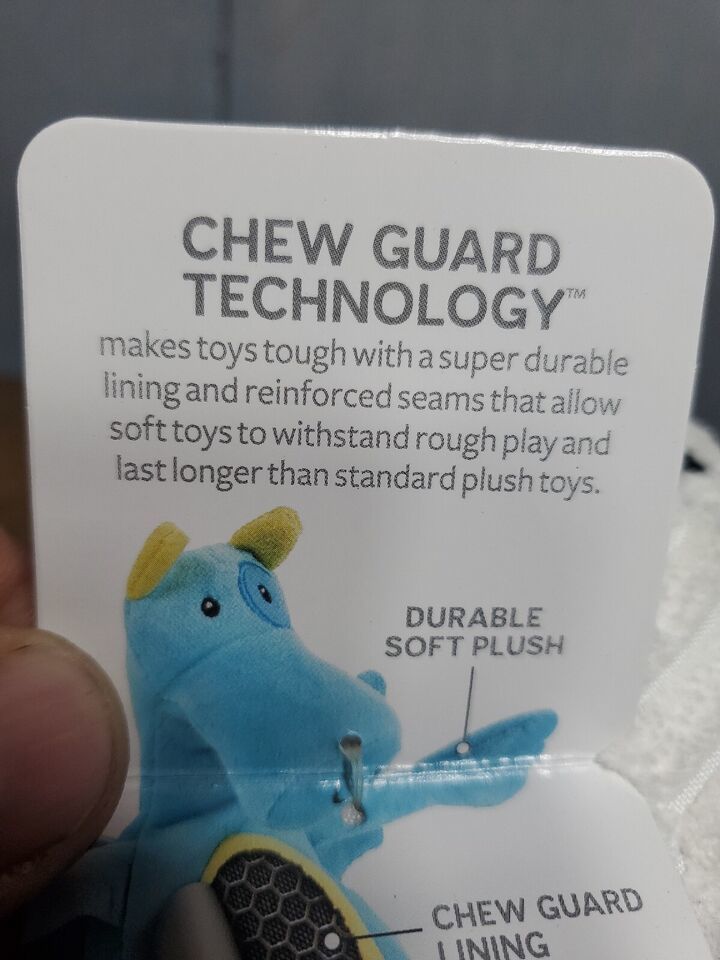 CHEW GUARD
TECHNOLOGY™
makes toys tough with a super durable
lining and reinforced seams that allow
soft toys to withstand rough play and
last longer than standard plush toys.
DURABLE
SOFT PLUSH
CHEW GUARD
LINING